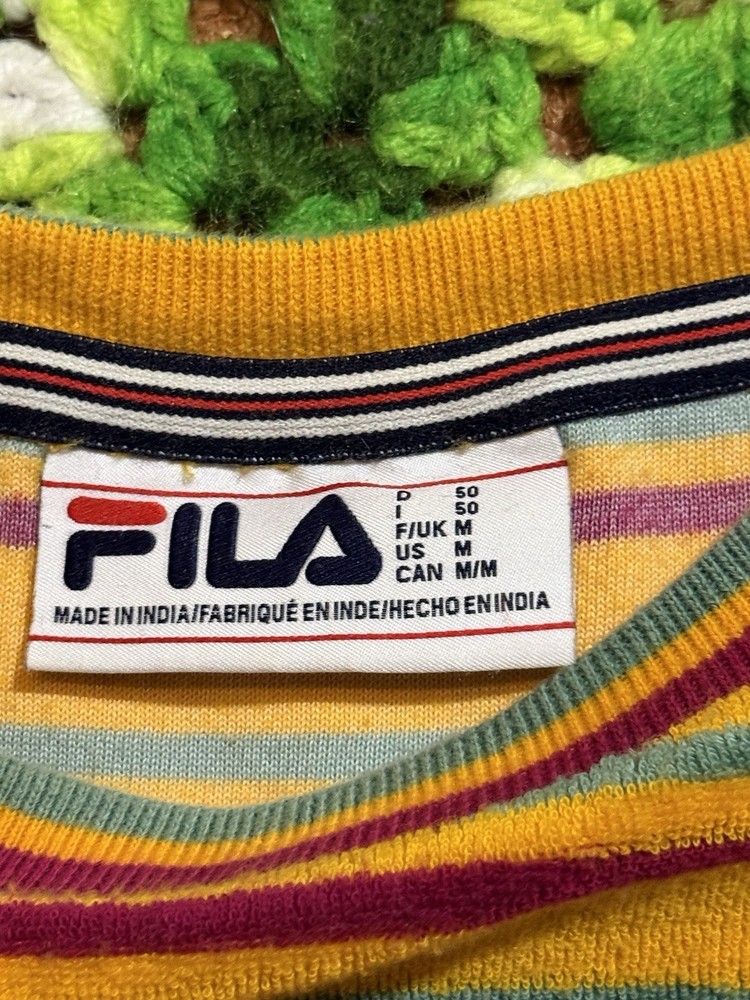 FILA
D 50
I 50
F/UK M
US M
CAN M/M
MADE IN INDIA/FABRIQUÉ EN INDE/HECHO EN INDIA